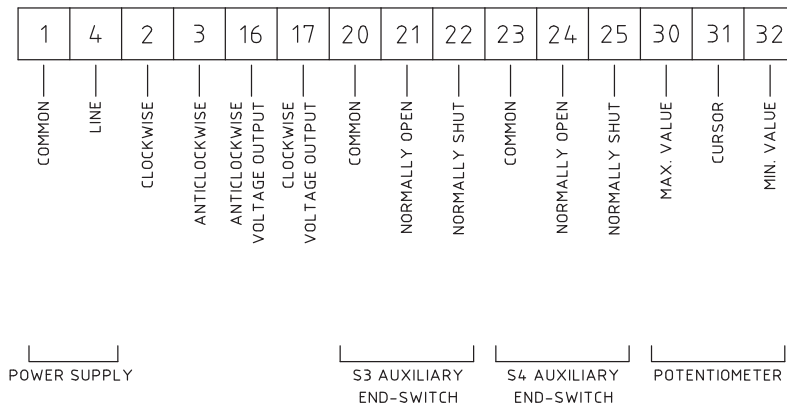 1 4 2 3 16 17 20 21 22 23 24 25 30 31 32
COMMON
LINE
CLOCKWISE
ANTICLOCKWISE
ANTICLOCKWISE
VOLTAGE OUTPUT
CLOCKWISE
VOLTAGE OUTPUT
COMMON
NORMALLY OPEN
NORMALLY SHUT
COMMON
NORMALLY OPEN
NORMALLY SHUT
MAX. VALUE
CURSOR
MIN. VALUE
POWER SUPPLY
S3 AUXILIARY
END-SWITCH
S4 AUXILIARY
END-SWITCH
POTENTIOMETER